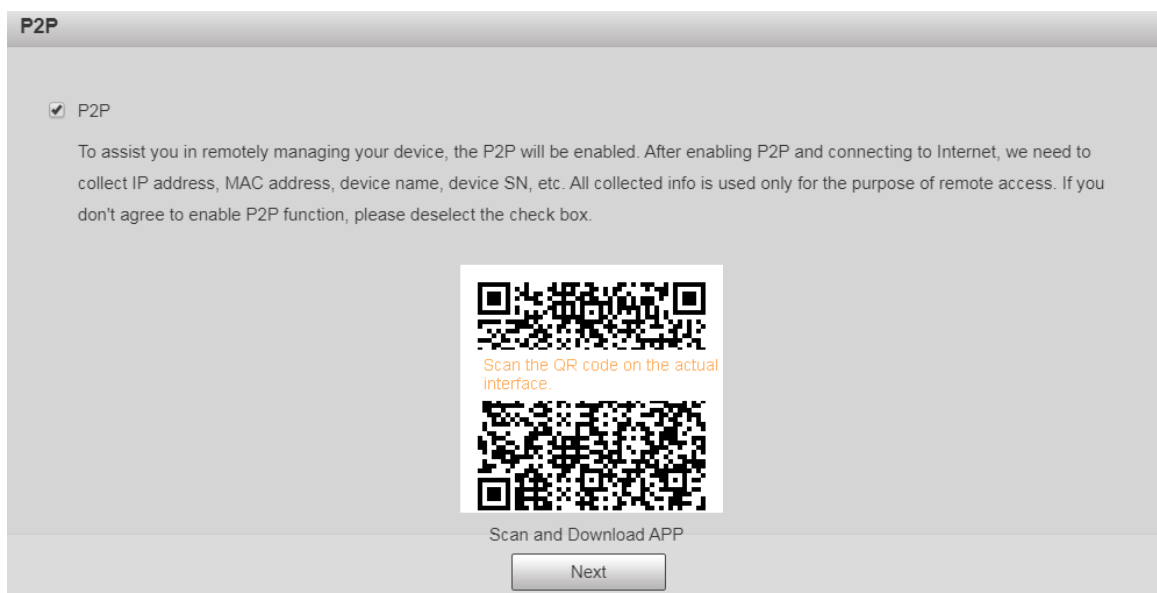 P2P
P2P
To assist you in remotely managing your device, the P2P will be enabled. After enabling P2P and connecting to Internet, we need to
collect IP address, MAC address, device name, device SN, etc. All collected info is used only for the purpose of remote access. If you
don't agree to enable P2P function, please deselect the check box.
Scan the QR code on the actual
interface.
Scan and Download APP
Next